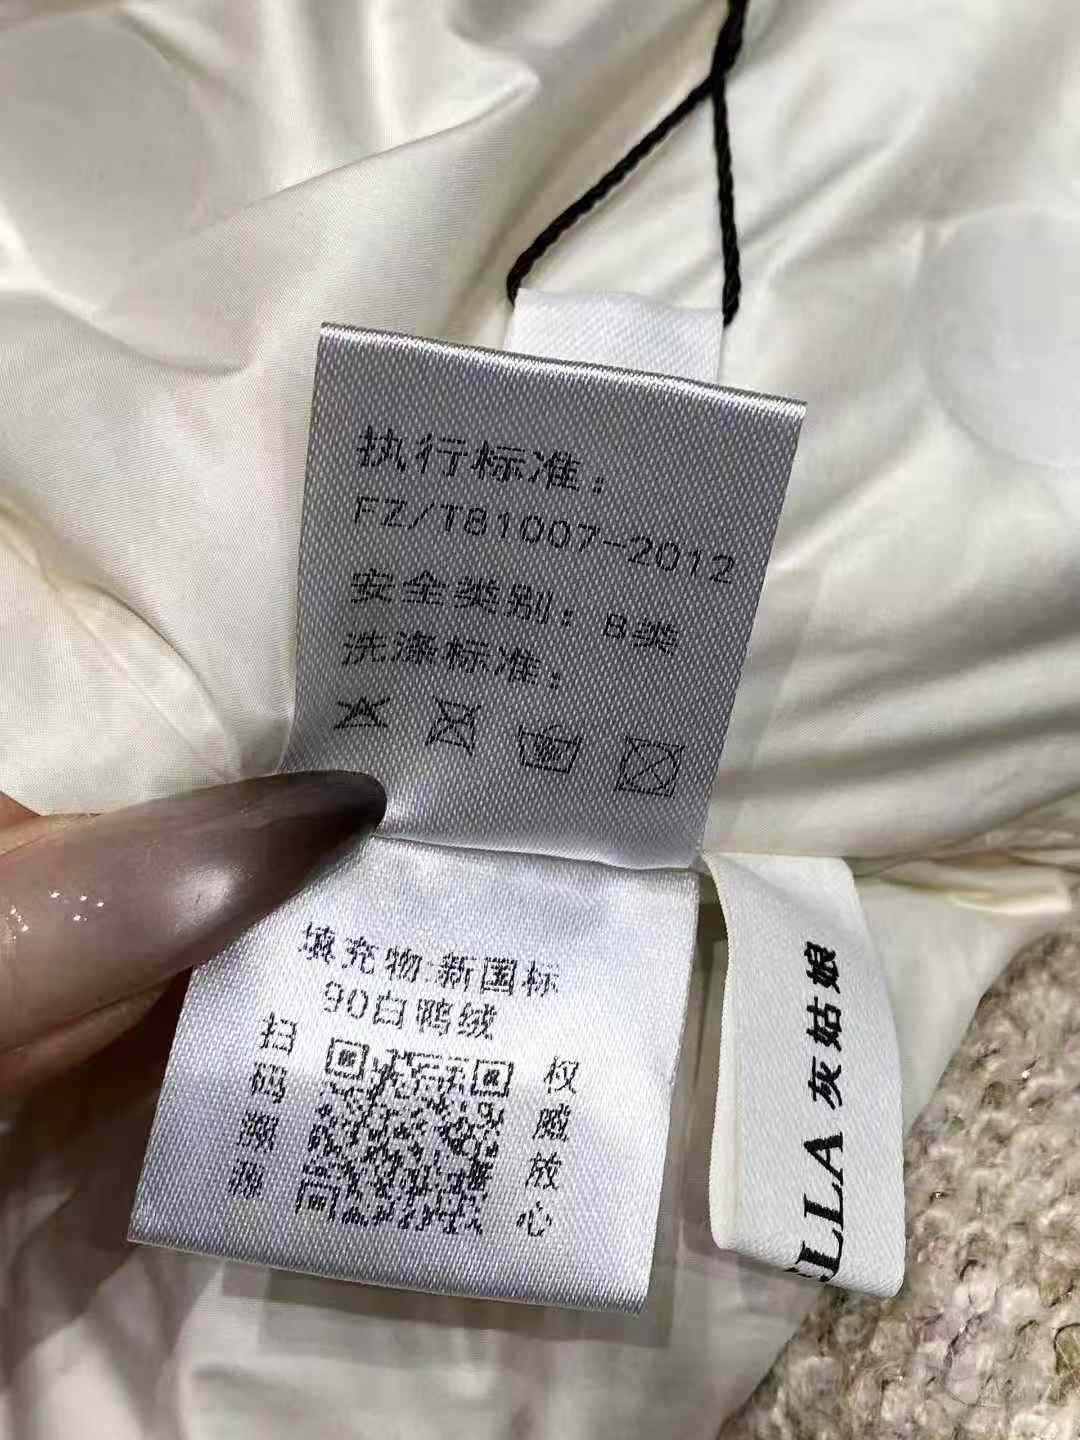 执行标准：
FZ/T81007-2012
安全类别：B类
洗涤标准：
填充物:新国标
90白鸭绒
扫码溯源
权威放心
ELLA 灰姑娘